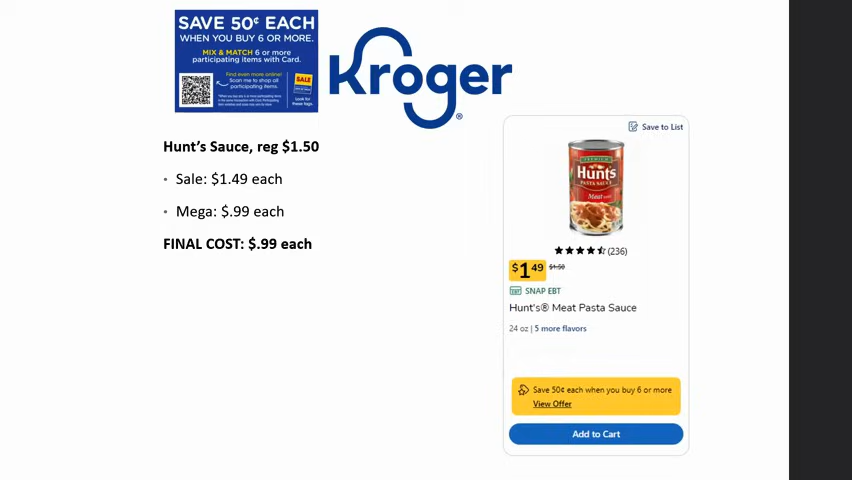 SAVE 50¢ EACH
WHEN YOU BUY 6 OR MORE.
MIX & MATCH 6 or more
participating items with Card.
Find even more online!
Scan me to shop all
participating items.
SALE
Look for
these tags.
Kroger®
Hunt's Sauce, reg $1.50
• Sale: $1.49 each
• Mega: $.99 each
FINAL COST: $.99 each
Save to List
PREMIUM
Hunt's
PASTA SAUCE
Meat
(236)
$1 49 $1.50
EBT SNAP EBT
Hunt's® Meat Pasta Sauce
24 oz | 5 more flavors
Save 50¢ each when you buy 6 or more
View Offer
Add to Cart